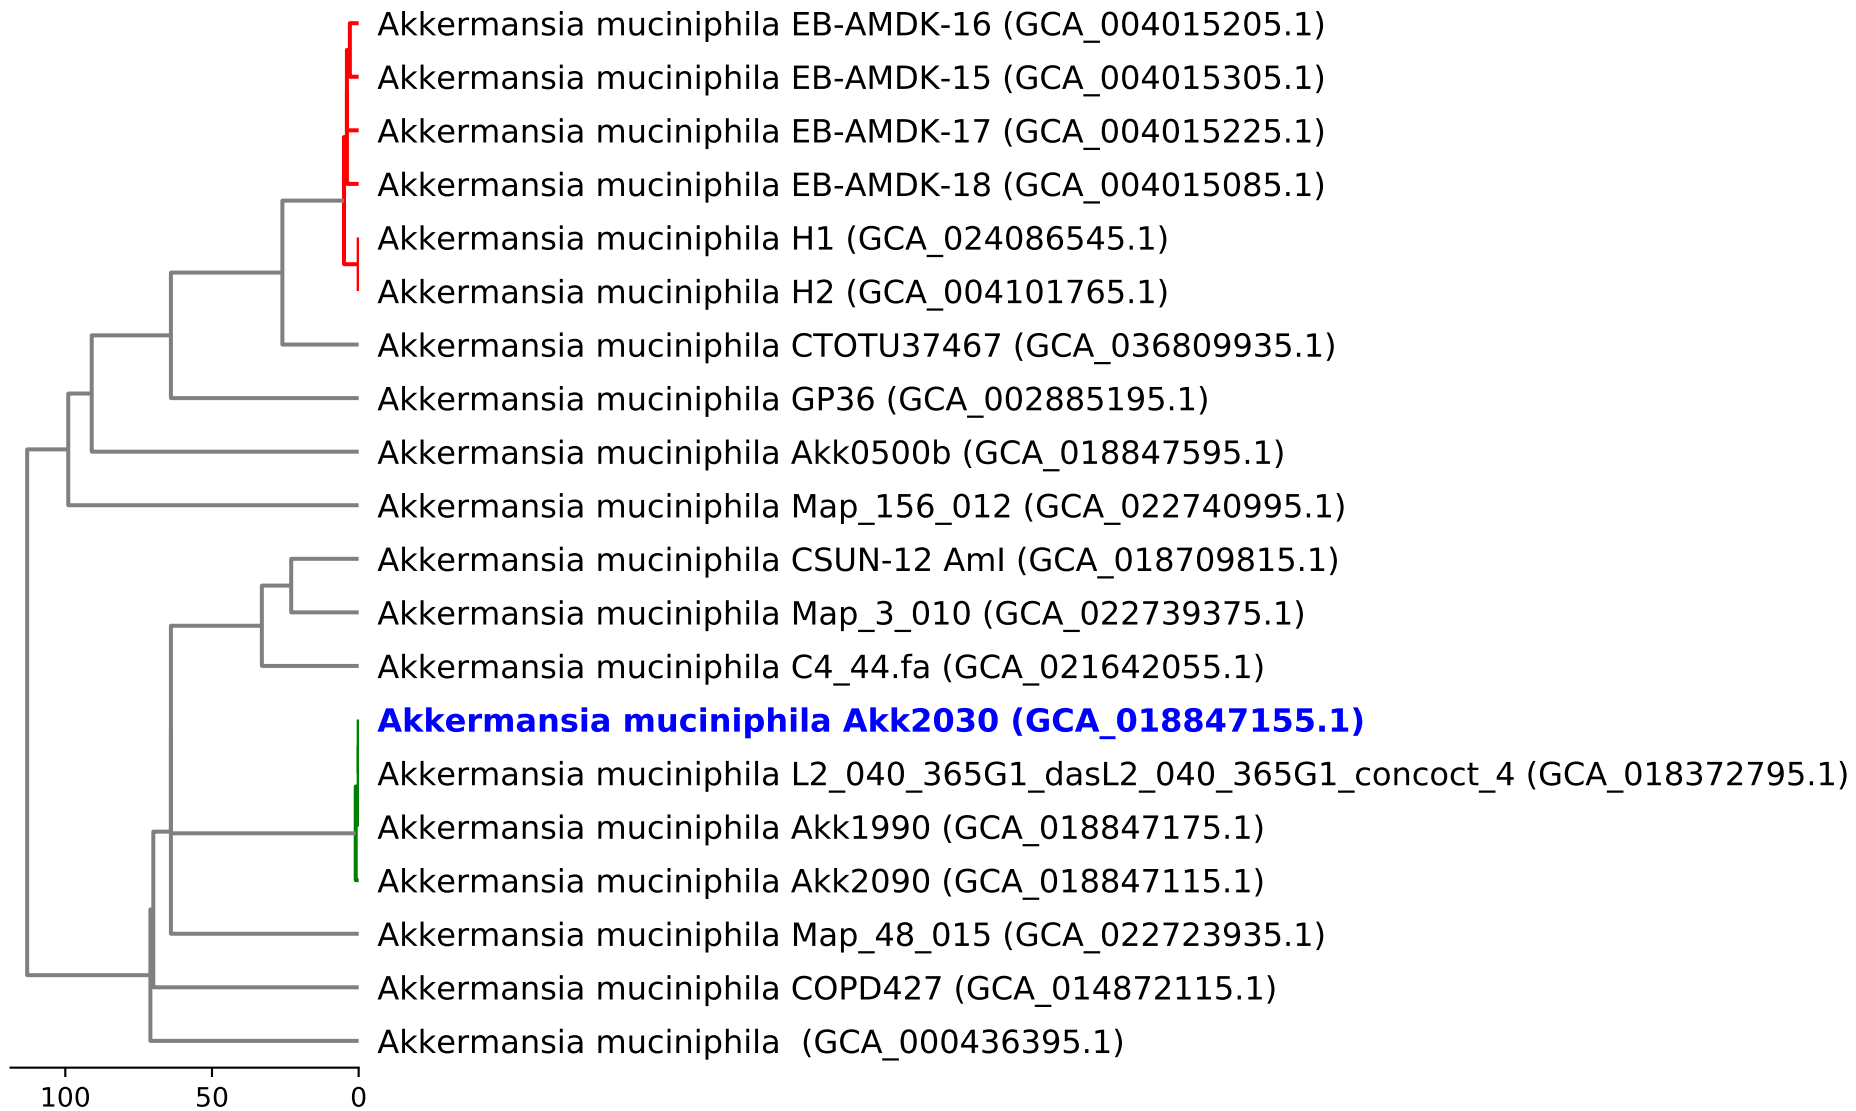 Akkermansia muciniphila EB-AMDK-16 (GCA_004015205.1)
Akkermansia muciniphila EB-AMDK-15 (GCA_004015305.1)
Akkermansia muciniphila EB-AMDK-17 (GCA_004015225.1)
Akkermansia muciniphila EB-AMDK-18 (GCA_004015085.1)
Akkermansia muciniphila H1 (GCA_024086545.1)
Akkermansia muciniphila H2 (GCA_004101765.1)
Akkermansia muciniphila CTOTU37467 (GCA_036809935.1)
Akkermansia muciniphila GP36 (GCA_002885195.1)
Akkermansia muciniphila Akk0500b (GCA_018847595.1)
Akkermansia muciniphila Map_156_012 (GCA_022740995.1)
Akkermansia muciniphila CSUN-12 AmI (GCA_018709815.1)
Akkermansia muciniphila Map_3_010 (GCA_022739375.1)
Akkermansia muciniphila C4_44.fa (GCA_021642055.1)
Akkermansia muciniphila Akk2030 (GCA_018847155.1)
Akkermansia muciniphila L2_040_365G1_dasL2_040_365G1_concoct_4 (GCA_018372795.1)
Akkermansia muciniphila Akk1990 (GCA_018847175.1)
Akkermansia muciniphila Akk2090 (GCA_018847115.1)
Akkermansia muciniphila Map_48_015 (GCA_022723935.1)
Akkermansia muciniphila COPD427 (GCA_014872115.1)
Akkermansia muciniphila  (GCA_000436395.1)
100 50 0